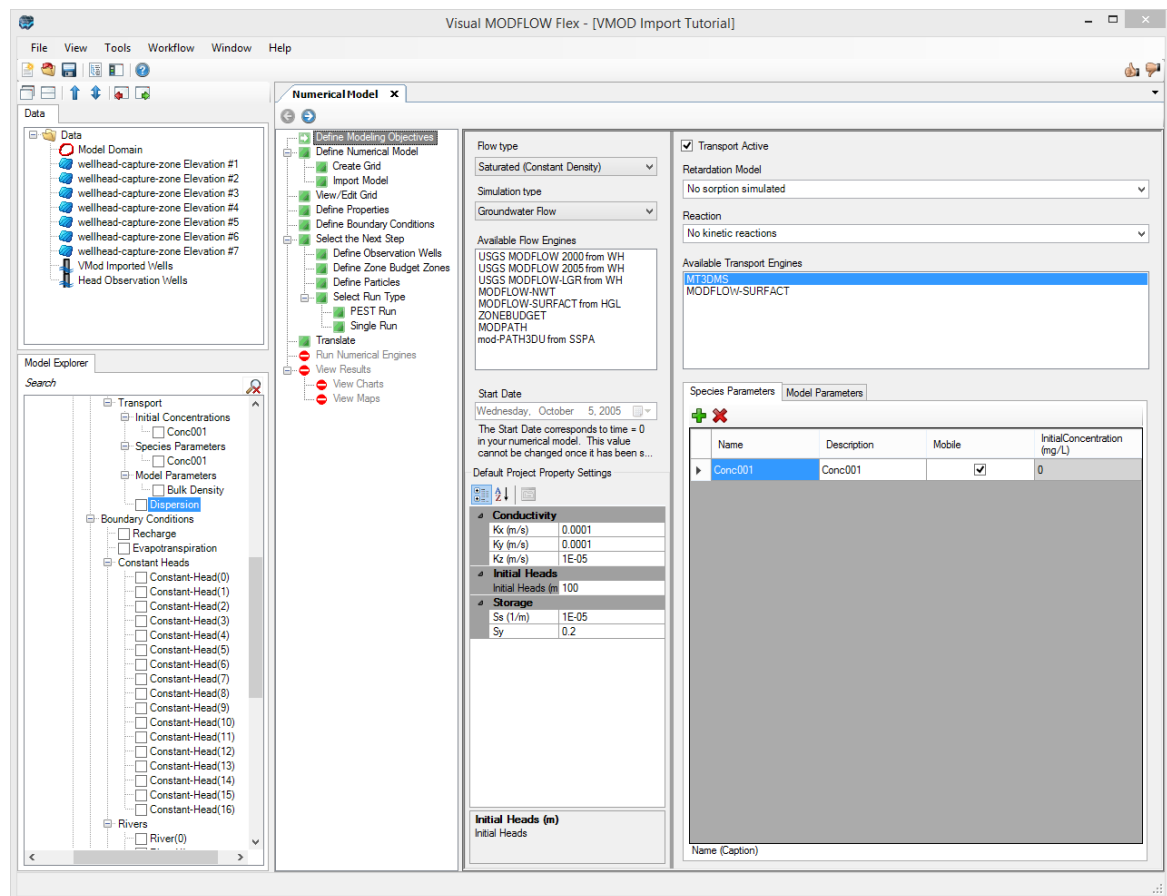 Visual MODFLOW Flex - [VMOD Import Tutorial]
File View Tools Workflow Window Help
Data
Data
Model Domain
wellhead-capture-zone Elevation #1
wellhead-capture-zone Elevation #2
wellhead-capture-zone Elevation #3
wellhead-capture-zone Elevation #4
wellhead-capture-zone Elevation #5
wellhead-capture-zone Elevation #6
wellhead-capture-zone Elevation #7
VMod Imported Wells
Head Observation Wells
Model Explorer
Search
Transport
Initial Concentrations
Conc001
Species Parameters
Conc001
Model Parameters
Bulk Density
Dispersion
Boundary Conditions
Recharge
Evapotranspiration
Constant Heads
Constant-Head(0)
Constant-Head(1)
Constant-Head(2)
Constant-Head(3)
Constant-Head(4)
Constant-Head(5)
Constant-Head(6)
Constant-Head(7)
Constant-Head(8)
Constant-Head(9)
Constant-Head(10)
Constant-Head(11)
Constant-Head(12)
Constant-Head(13)
Constant-Head(14)
Constant-Head(15)
Constant-Head(16)
Rivers
River(0)
NumericalModel X
Define Modeling Objectives
Define Numerical Model
Create Grid
Import Model
View/Edit Grid
Define Properties
Define Boundary Conditions
Select the Next Step
Define Observation Wells
Define Zone Budget Zones
Define Particles
Select Run Type
PEST Run
Single Run
Translate
Run Numerical Engines
View Results
View Charts
View Maps
Flow type
Saturated (Constant Density)
Simulation type
Groundwater Flow
Available Flow Engines
USGS MODFLOW 2000 from WH
USGS MODFLOW 2005 from WH
USGS MODFLOW-LGR from WH
MODFLOW-NWT
MODFLOW-SURFACT from HGL
ZONEBUDGET
MODPATH
mod-PATH3DU from SSPA
Start Date
Wednesday, October 5, 2005
The Start Date corresponds to time = 0
in your numerical model. This value
cannot be changed once it has been s...
Default Project Property Settings
Conductivity
Kx (m/s) 0.0001
Ky (m/s) 0.0001
Kz (m/s) 1E-05
Initial Heads
Initial Heads (m 100
Storage
Ss (1/m) 1E-05
Sy 0.2
Initial Heads (m)
Initial Heads
Transport Active
Retardation Model
No sorption simulated
Reaction
No kinetic reactions
Available Transport Engines
MT3DMS
MODFLOW-SURFACT
Species Parameters Model Parameters
Name Description Mobile InitialConcentration (mg/L)
Conc001 Conc001 0
Name (Caption)